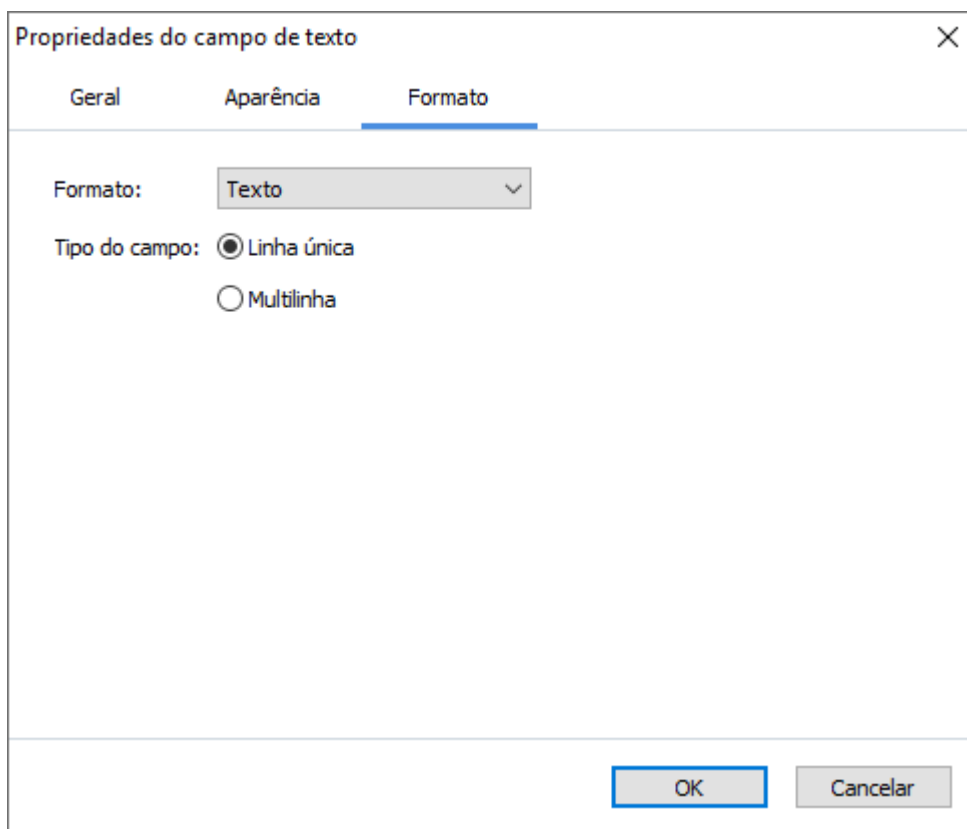 Propriedades do campo de texto
Geral Aparência Formato
Formato: Texto
Tipo do campo: Linha única
Multilinha
OK Cancelar